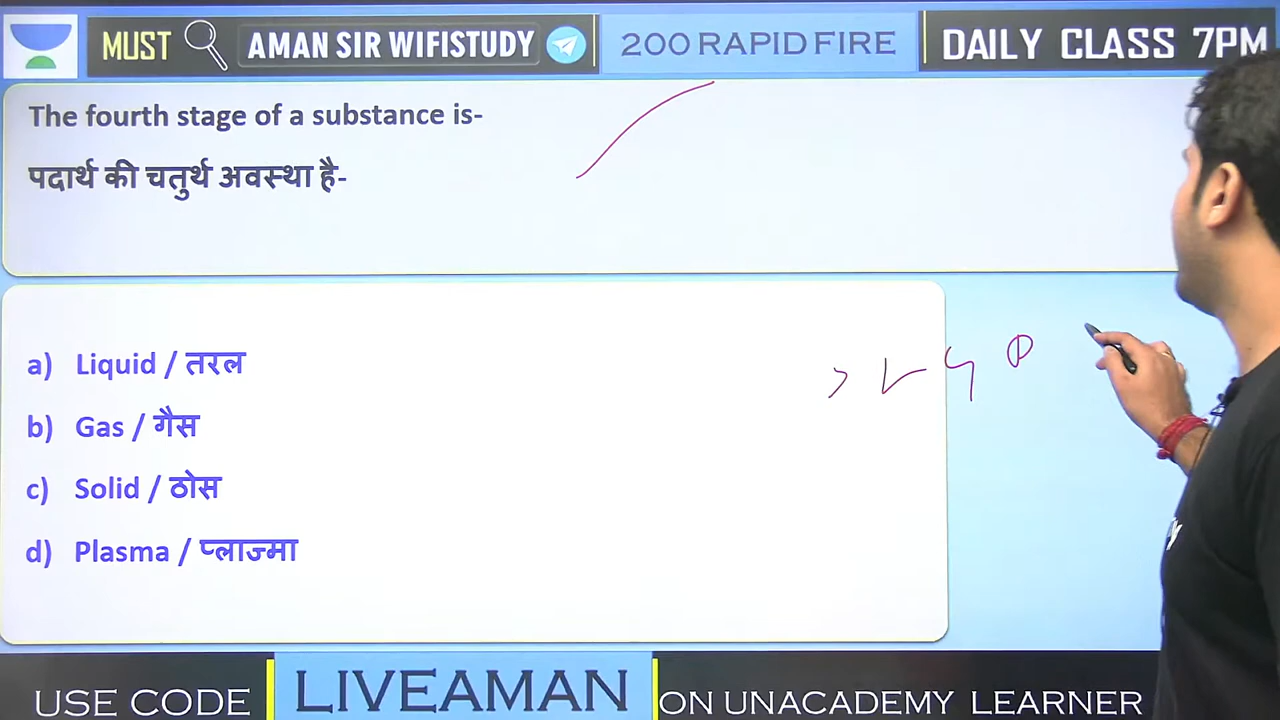 MUST AMAN SIR WIFISTUDY 200 RAPID FIRE DAILY CLASS 7PM
The fourth stage of a substance is-
पदार्थ की चतुर्थ अवस्था है-
a) Liquid / तरल
b) Gas / गैस
c) Solid / ठोस
d) Plasma / प्लाज्मा
USE CODE LIVEAMAN ON UNACADEMY LEARNER